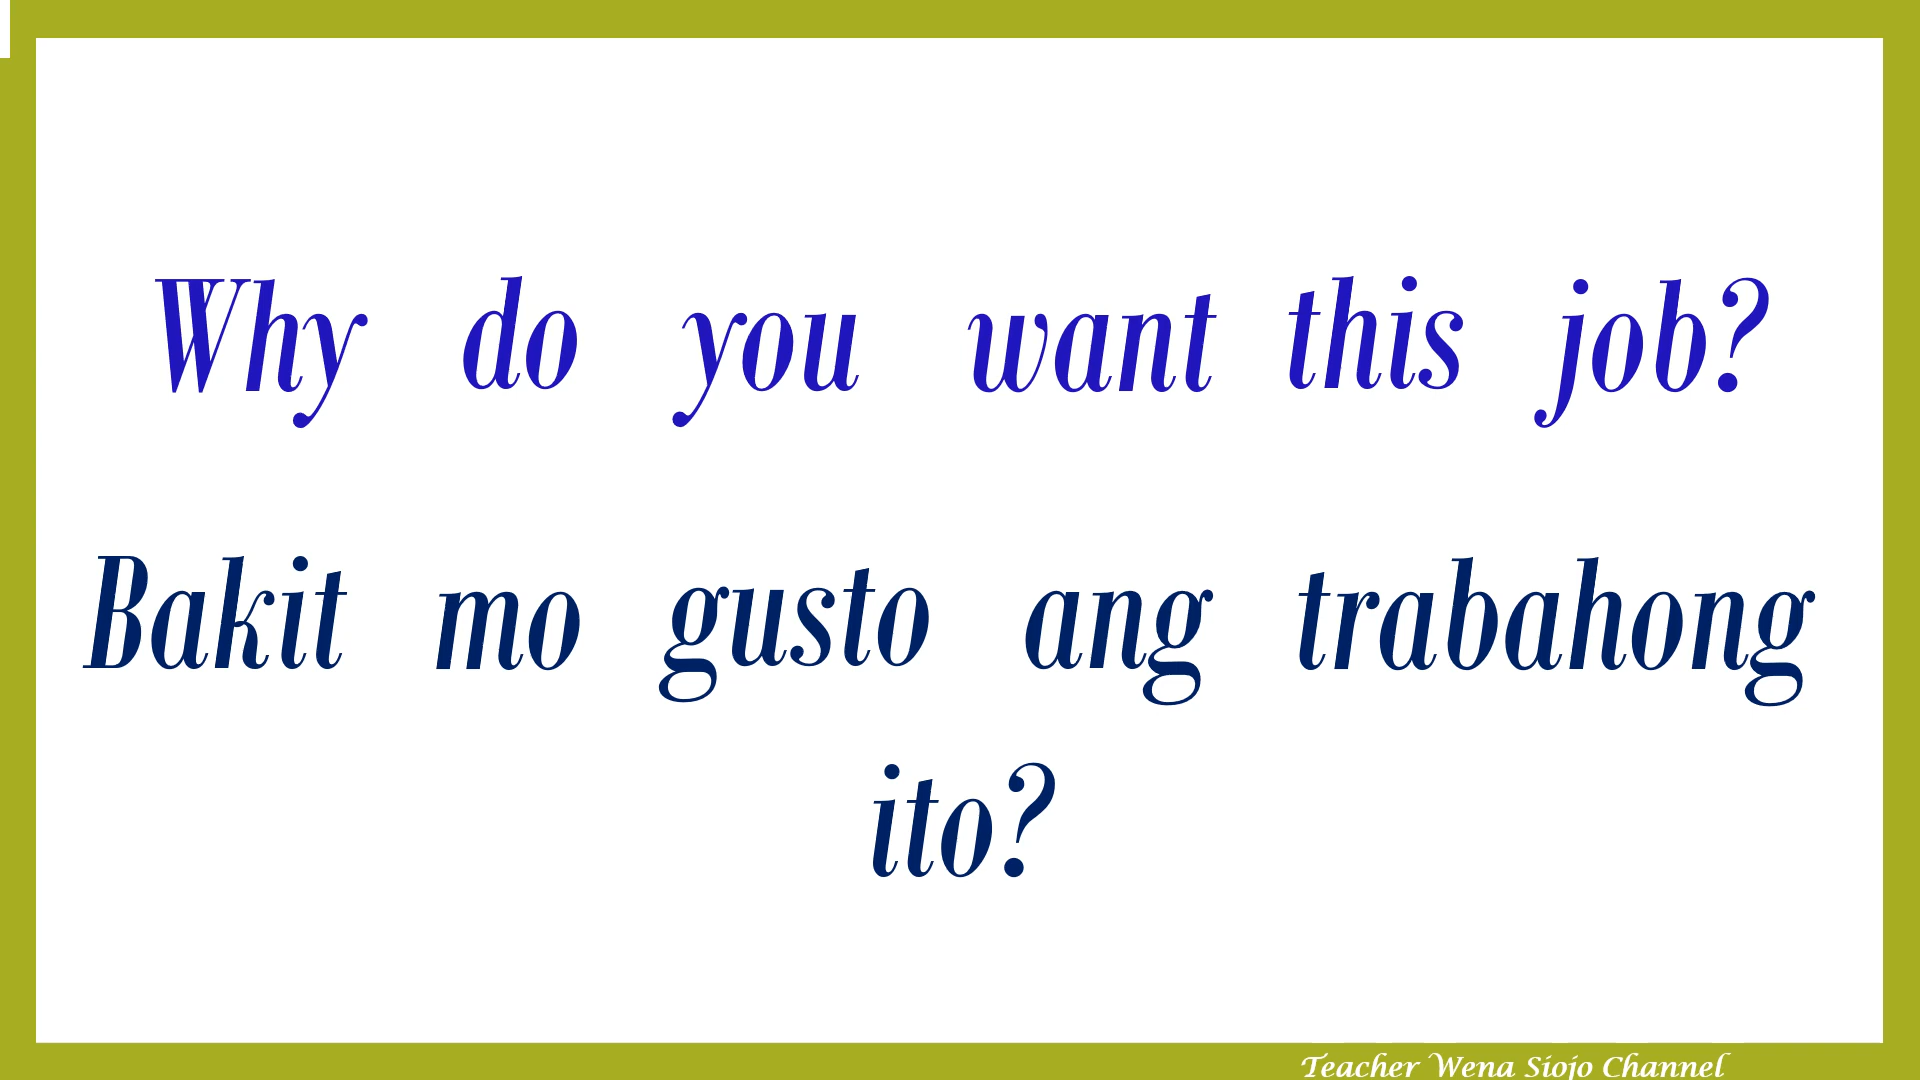 Why do you want this job?
Bakit mo gusto ang trabahong
ito?
Teacher Wena Siojo Channel